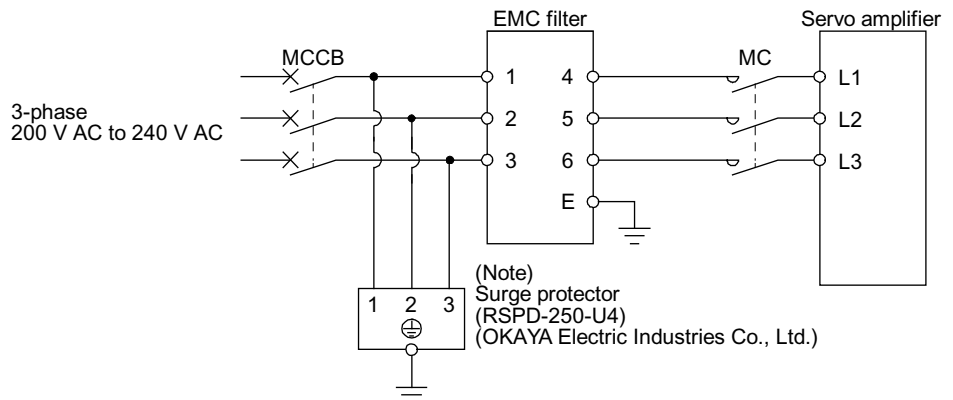 EMC filter
Servo amplifier
MCCB
MC
3-phase
200 V AC to 240 V AC
1
4
L1
2
5
L2
3
6
L3
E
(Note)
Surge protector
(RSPD-250-U4)
(OKAYA Electric Industries Co., Ltd.)
1 2 3